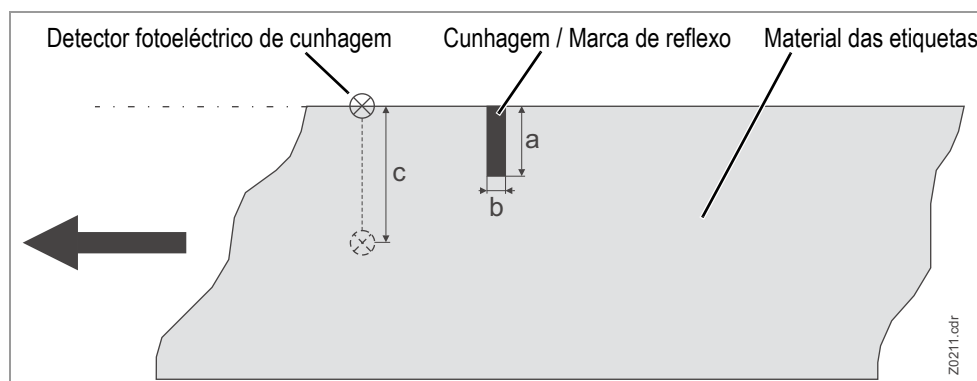 Detector fotoeléctrico de cunhagem
Cunhagem / Marca de reflexo
Material das etiquetas
a
c
b
Z0211.cdr